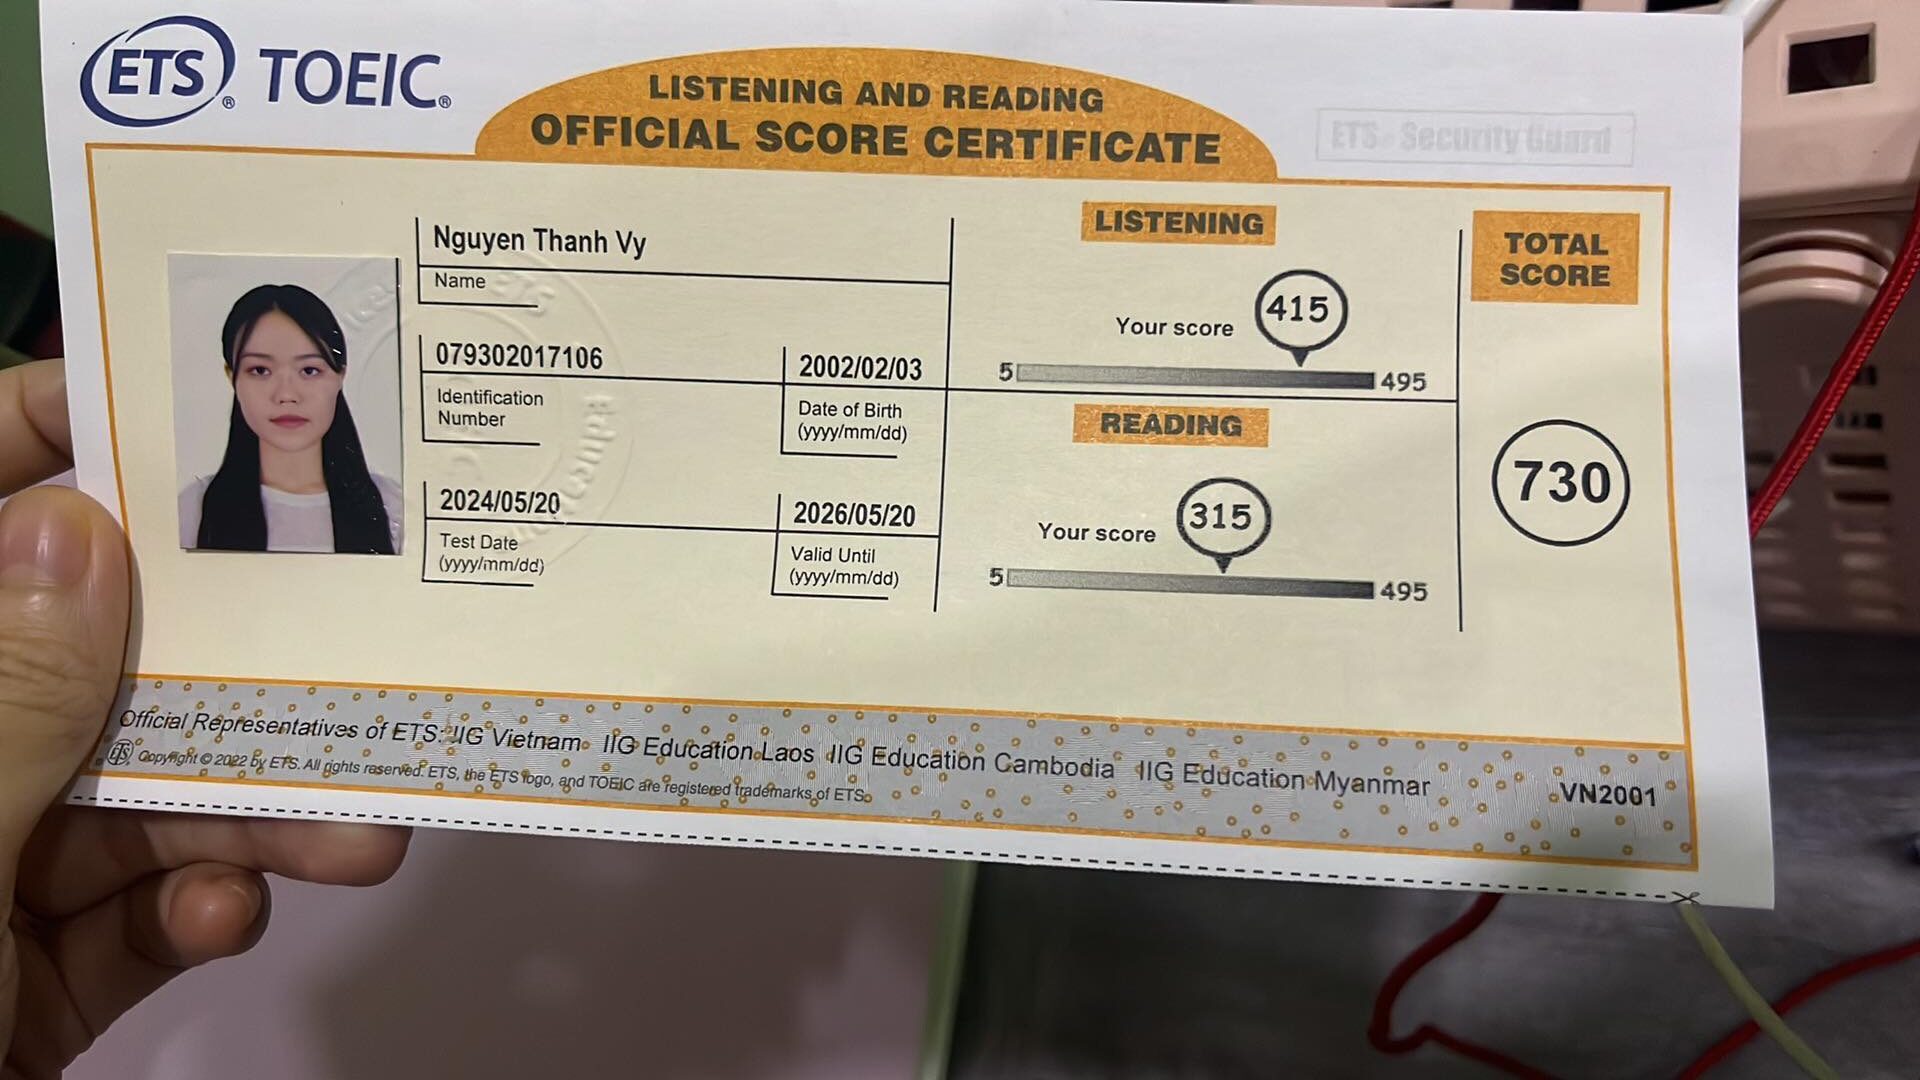 ETS® TOEIC®
LISTENING AND READING
OFFICIAL SCORE CERTIFICATE
ETS® Security Guard
Nguyen Thanh Vy
Name
079302017106
Identification
Number
2002/02/03
Date of Birth
(yyyy/mm/dd)
2024/05/20
Test Date
(yyyy/mm/dd)
2026/05/20
Valid Until
(yyyy/mm/dd)
LISTENING
Your score
415
5
495
READING
Your score
315
5
495
TOTAL
SCORE
730
Official Representatives of ETS: IIG Vietnam IIG Education Laos IIG Education Cambodia IIG Education Myanmar
ETS® Copyright © 2022 by ETS. All rights reserved. ETS, the ETS logo, and TOEIC are registered trademarks of ETS.
VN2001